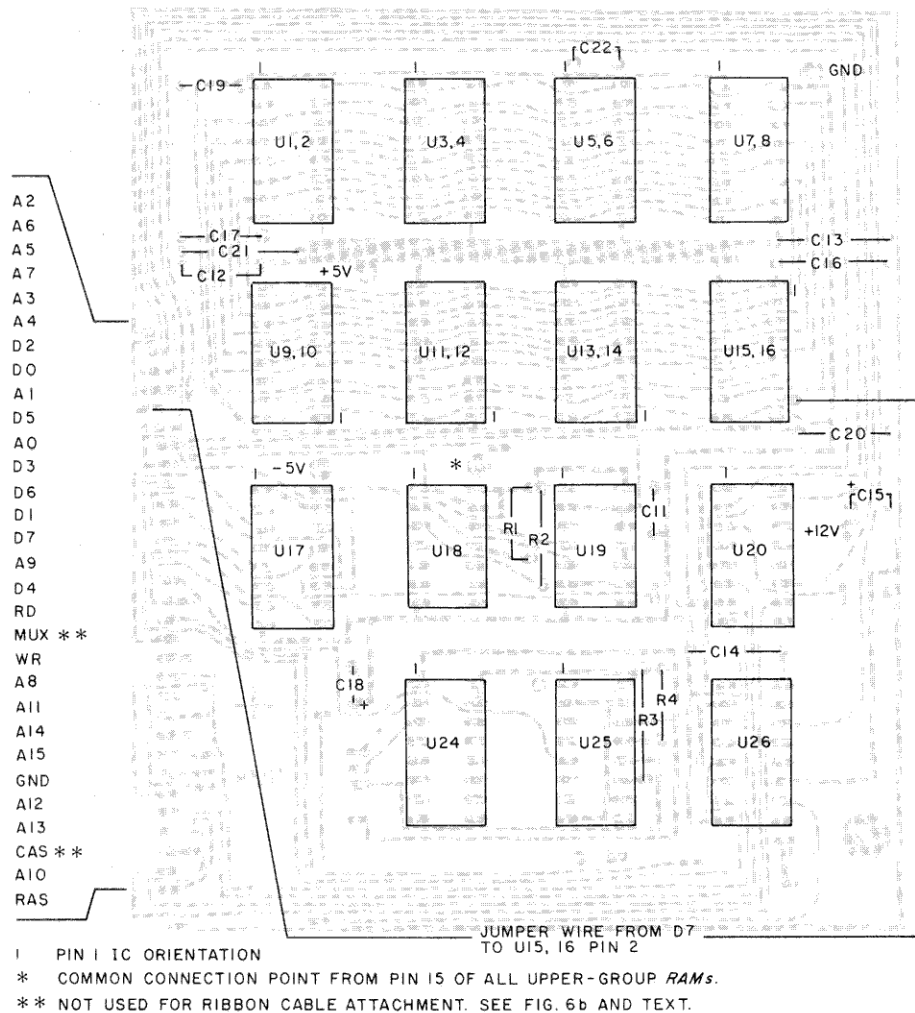 C22
GND
C19
U1,2
U3,4
U5,6
U7,8
C17
C21
C12
+5V
C13
C16
A2
A6
A5
A7
A3
A4
D2
D0
A1
D5
A0
D3
D6
D1
D7
A9
D4
RD
MUX **
WR
A8
A11
A14
A15
GND
A12
A13
CAS **
A10
RAS
U9,10
U11,12
U13,14
U15,16
C20
-5V
*
+
C15
+12V
U17
U18
R1
R2
U19
C11
U20
C14
C18
+
U24
U25
R3
R4
U26
JUMPER WIRE FROM D7
TO U15, 16 PIN 2
I PIN I IC ORIENTATION
* COMMON CONNECTION POINT FROM PIN 15 OF ALL UPPER-GROUP RAMs.
** NOT USED FOR RIBBON CABLE ATTACHMENT. SEE FIG. 6b AND TEXT.